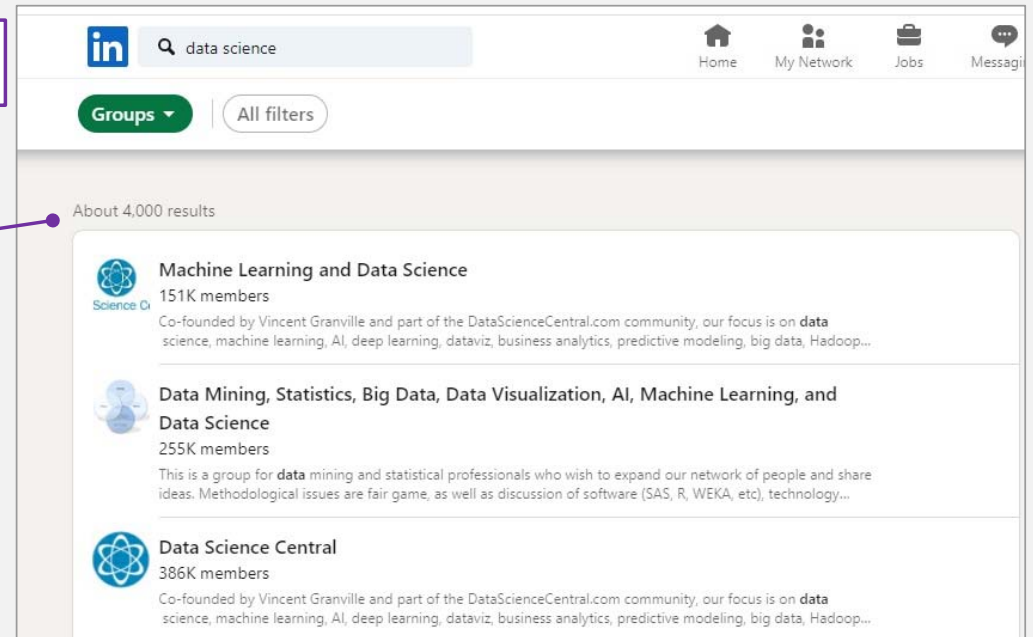 in
data science
Home
My Network
Jobs
Messagi
Groups
All filters
About 4,000 results
Machine Learning and Data Science
151K members
Science C
Co-founded by Vincent Granville and part of the DataScienceCentral.com community, our focus is on data
science, machine learning, AI, deep learning, dataviz, business analytics, predictive modeling, big data, Hadoop...
Data Mining, Statistics, Big Data, Data Visualization, AI, Machine Learning, and
Data Science
255K members
This is a group for data mining and statistical professionals who wish to expand our network of people and share
ideas. Methodological issues are fair game, as well as discussion of software (SAS, R, WEKA, etc), technology...
Data Science Central
386K members
Co-founded by Vincent Granville and part of the DataScienceCentral.com community, our focus is on data
science, machine learning, AI, deep learning, dataviz, business analytics, predictive modeling, big data, Hadoop...